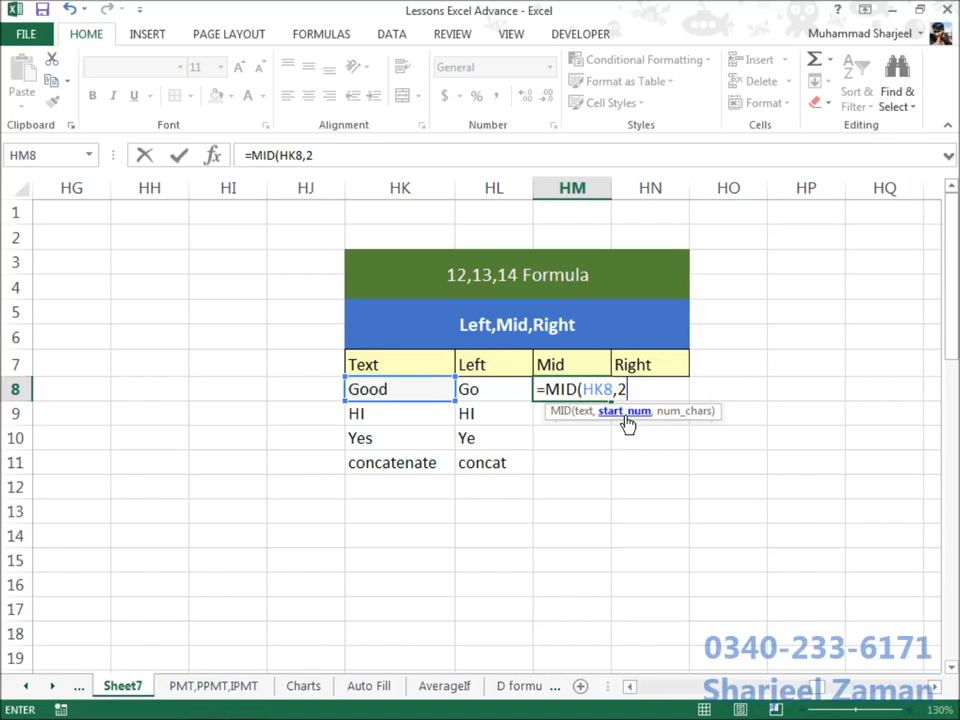 Lessons Excel Advance - Excel
FILE HOME INSERT PAGE LAYOUT FORMULAS DATA REVIEW VIEW DEVELOPER Muhammad Sharjeel
Paste
11
B I U
General
$ % ,
Conditional Formatting
Format as Table
Cell Styles
Insert
Delete
Format
Sort & Filter
Find & Select
Clipboard Font Alignment Number Styles Cells Editing
HM8 fx =MID(HK8,2
HG HH HI HJ HK HL HM HN HO HP HQ
1
2
3
12,13,14 Formula
4
5
Left,Mid,Right
6
7 Text Left Mid Right
8 Good Go =MID(HK8,2
MID(text, start_num, num_chars)
9 HI HI
10 Yes Ye
11 concatenate concat
12
13
14
15
16
17
18
19
0340-233-6171
Sharjeel Zaman
... Sheet7 PMT,PPMT,IPMT Charts Auto Fill AverageIf D formu ...
ENTER 130%